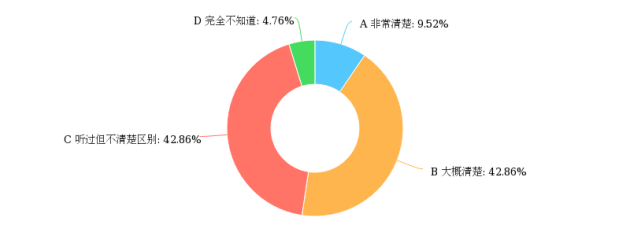 D 完全不知道: 4.76%
A 非常清楚: 9.52%
C 听过但不清楚区别: 42.86%
B 大概清楚: 42.86%